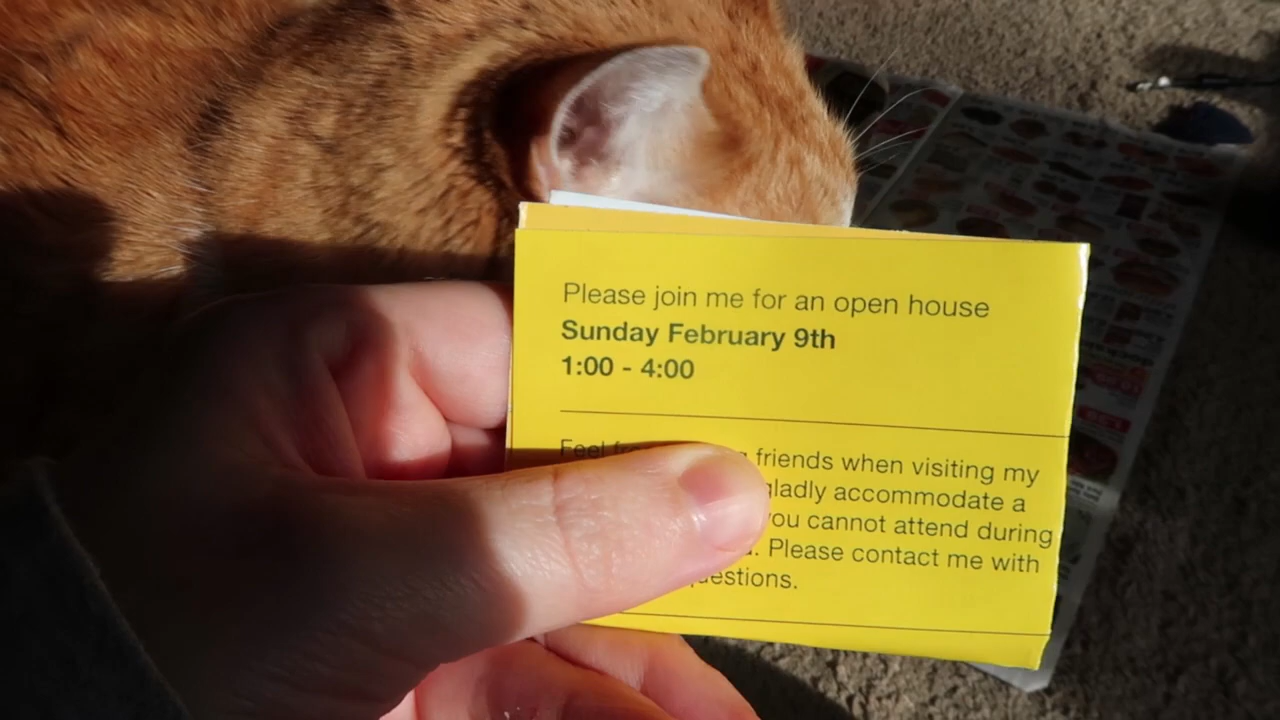 Please join me for an open house
Sunday February 9th
1:00 - 4:00
Feel friends when visiting my
gladly accommodate a
you cannot attend during
Please contact me with
questions.